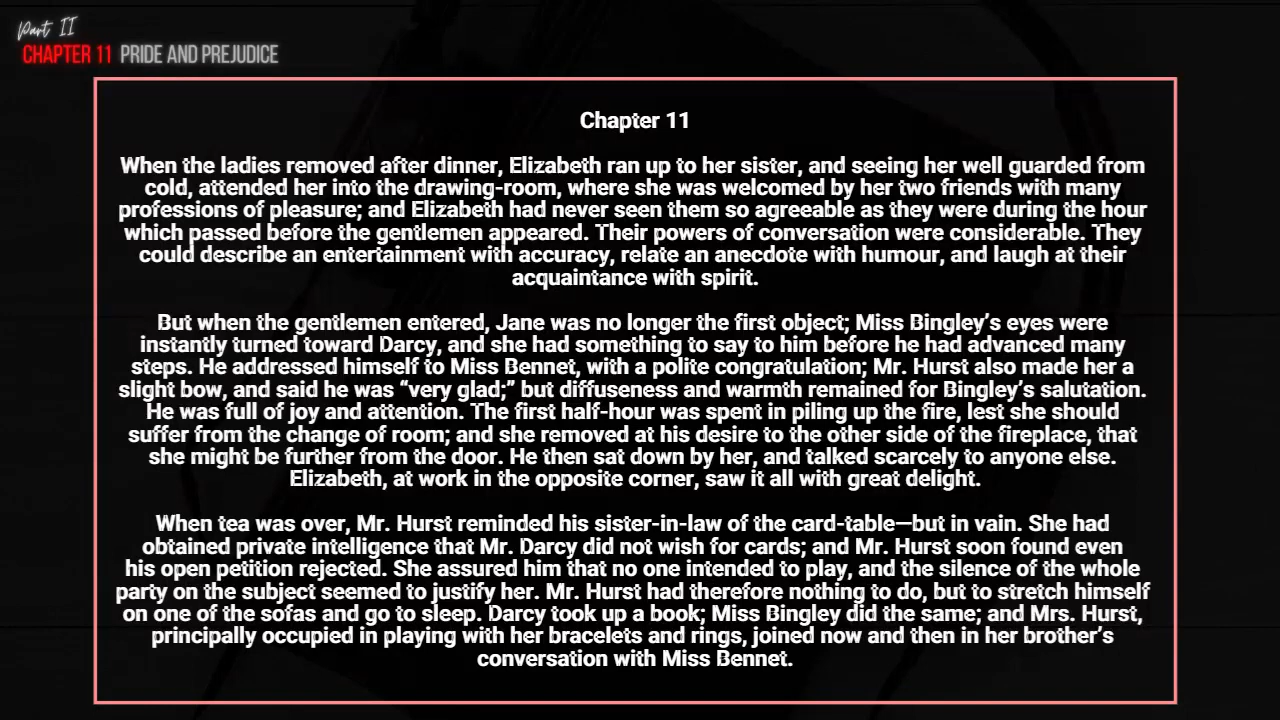 Part II
CHAPTER 11 PRIDE AND PREJUDICE
Chapter 11
When the ladies removed after dinner, Elizabeth ran up to her sister, and seeing her well guarded from
cold, attended her into the drawing-room, where she was welcomed by her two friends with many
professions of pleasure; and Elizabeth had never seen them so agreeable as they were during the hour
which passed before the gentlemen appeared. Their powers of conversation were considerable. They
could describe an entertainment with accuracy, relate an anecdote with humour, and laugh at their
acquaintance with spirit.
But when the gentlemen entered, Jane was no longer the first object; Miss Bingley’s eyes were
instantly turned toward Darcy, and she had something to say to him before he had advanced many
steps. He addressed himself to Miss Bennet, with a polite congratulation; Mr. Hurst also made her a
slight bow, and said he was “very glad;” but diffuseness and warmth remained for Bingley’s salutation.
He was full of joy and attention. The first half-hour was spent in piling up the fire, lest she should
suffer from the change of room; and she removed at his desire to the other side of the fireplace, that
she might be further from the door. He then sat down by her, and talked scarcely to anyone else.
Elizabeth, at work in the opposite corner, saw it all with great delight.
When tea was over, Mr. Hurst reminded his sister-in-law of the card-table—but in vain. She had
obtained private intelligence that Mr. Darcy did not wish for cards; and Mr. Hurst soon found even
his open petition rejected. She assured him that no one intended to play, and the silence of the whole
party on the subject seemed to justify her. Mr. Hurst had therefore nothing to do, but to stretch himself
on one of the sofas and go to sleep. Darcy took up a book; Miss Bingley did the same; and Mrs. Hurst,
principally occupied in playing with her bracelets and rings, joined now and then in her brother’s
conversation with Miss Bennet.